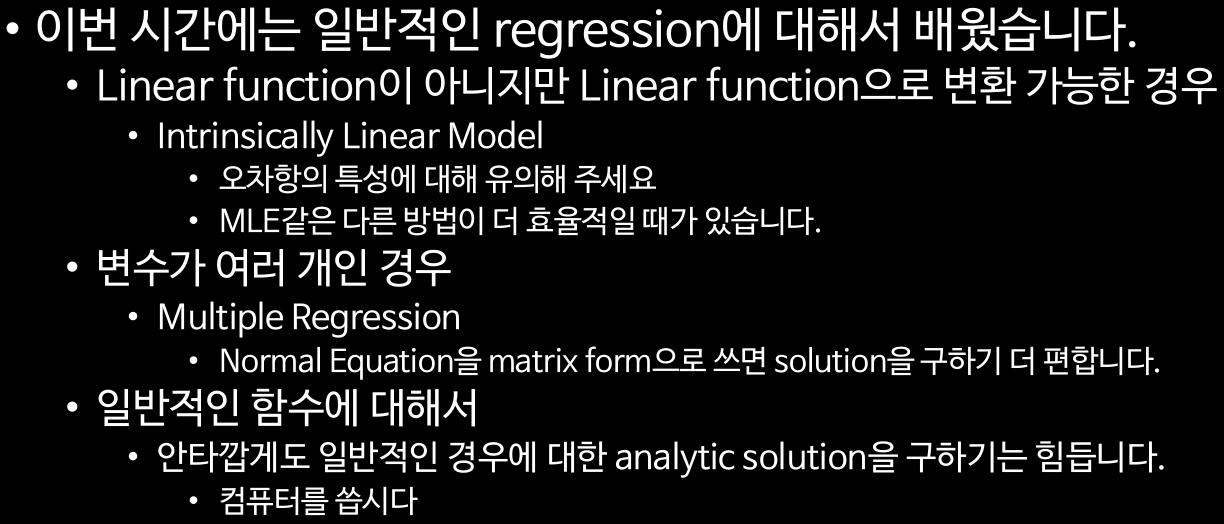 • 이번 시간에는 일반적인 regression에 대해서 배웠습니다.
• Linear function이 아니지만 Linear function으로 변환 가능한 경우
• Intrinsically Linear Model
• 오차항의 특성에 대해 유의해 주세요
• MLE같은 다른 방법이 더 효율적일 때가 있습니다.
• 변수가 여러 개인 경우
• Multiple Regression
• Normal Equation을 matrix form으로 쓰면 solution을 구하기 더 편합니다.
• 일반적인 함수에 대해서
• 안타깝게도 일반적인 경우에 대한 analytic solution을 구하기는 힘듭니다.
• 컴퓨터를 씁시다